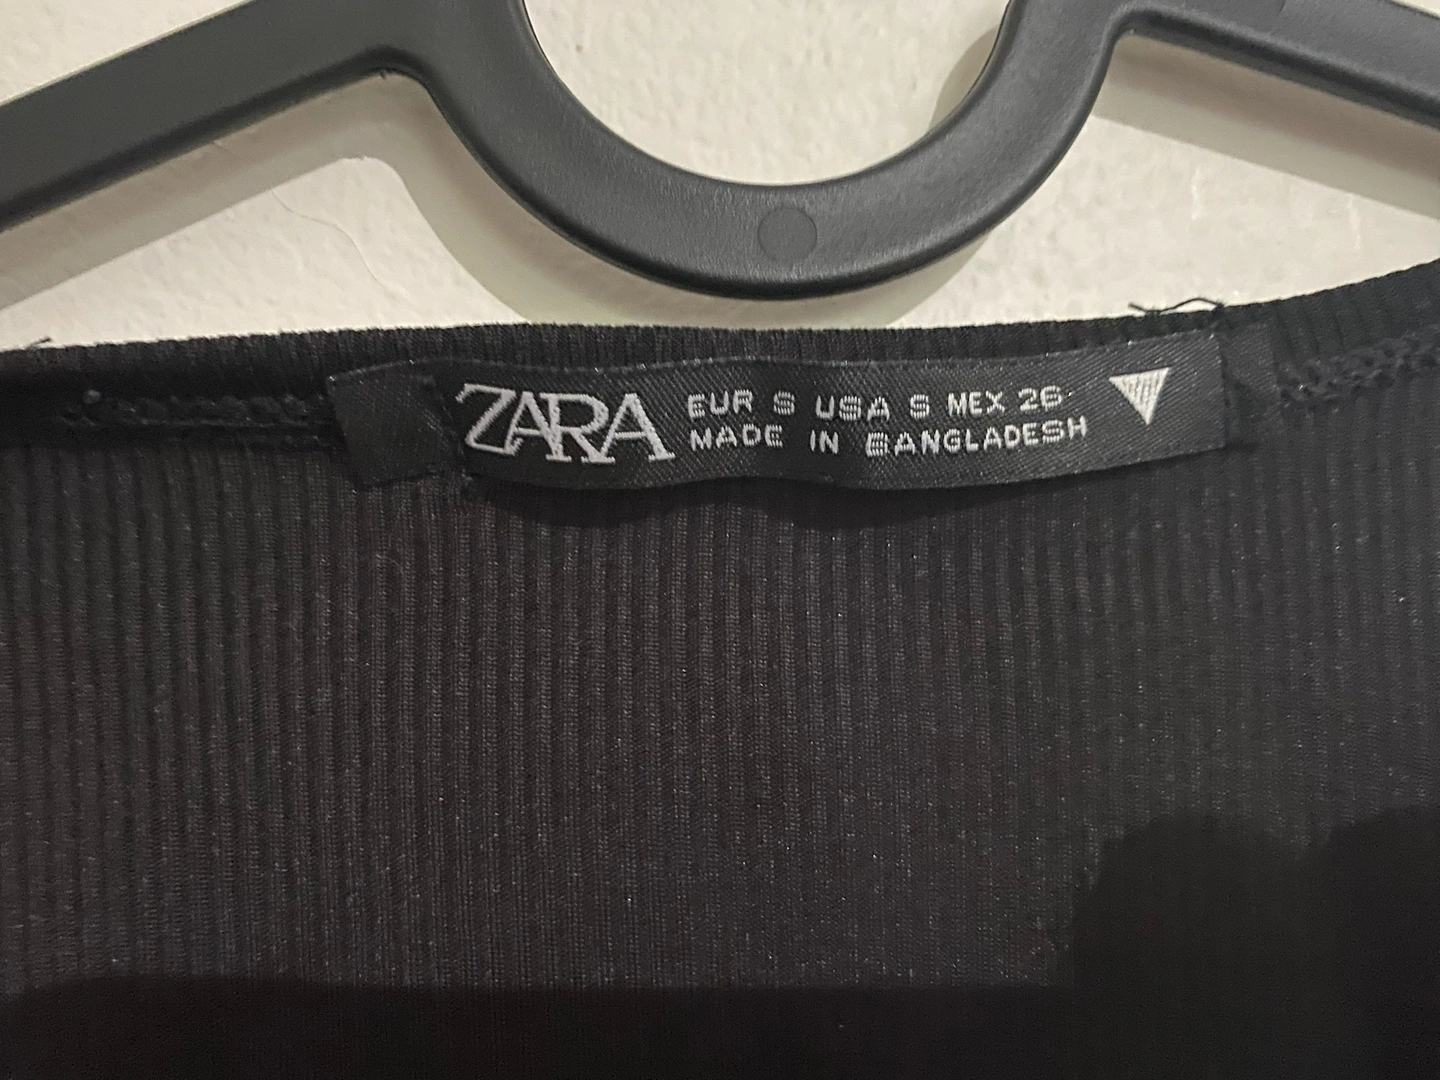 ZARA
EUR S USA S MEX 26
MADE IN BANGLADESH